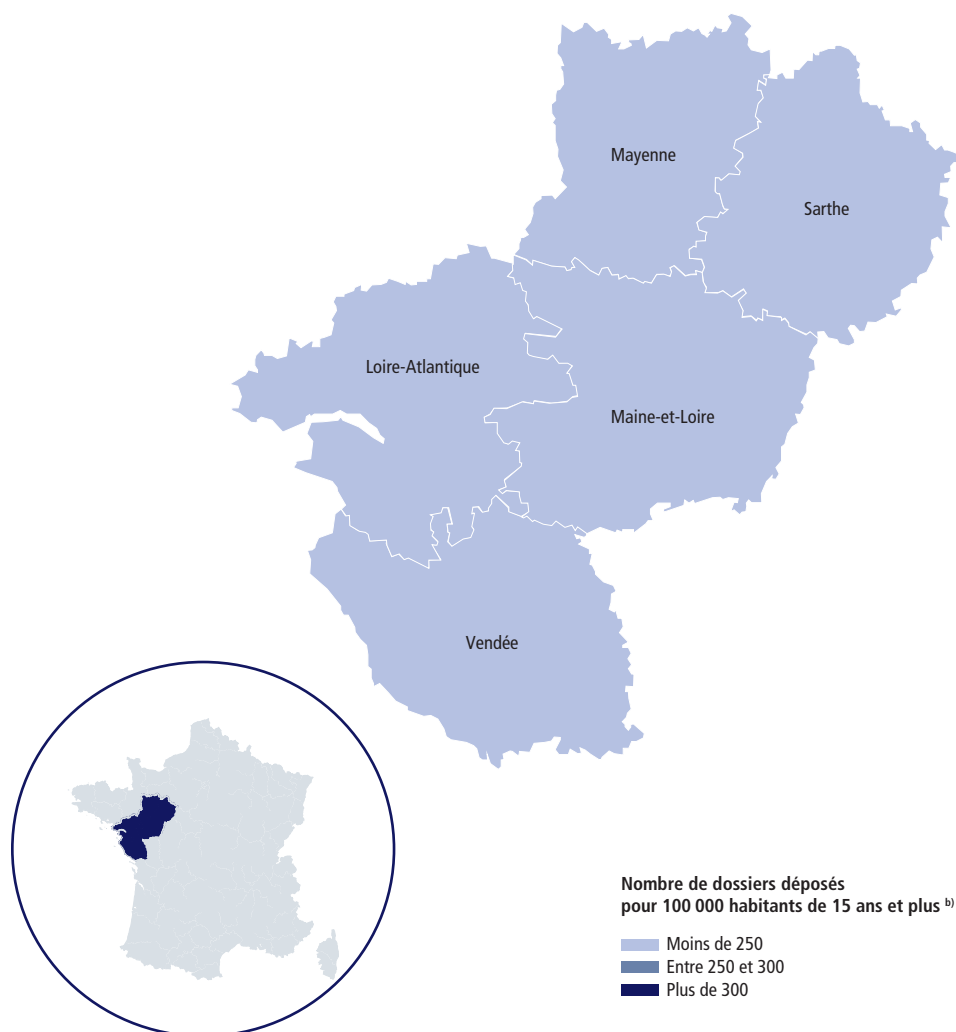 Mayenne
Sarthe
Loire-Atlantique
Maine-et-Loire
Vendée
Nombre de dossiers déposés
pour 100 000 habitants de 15 ans et plus b)
Moins de 250
Entre 250 et 300
Plus de 300